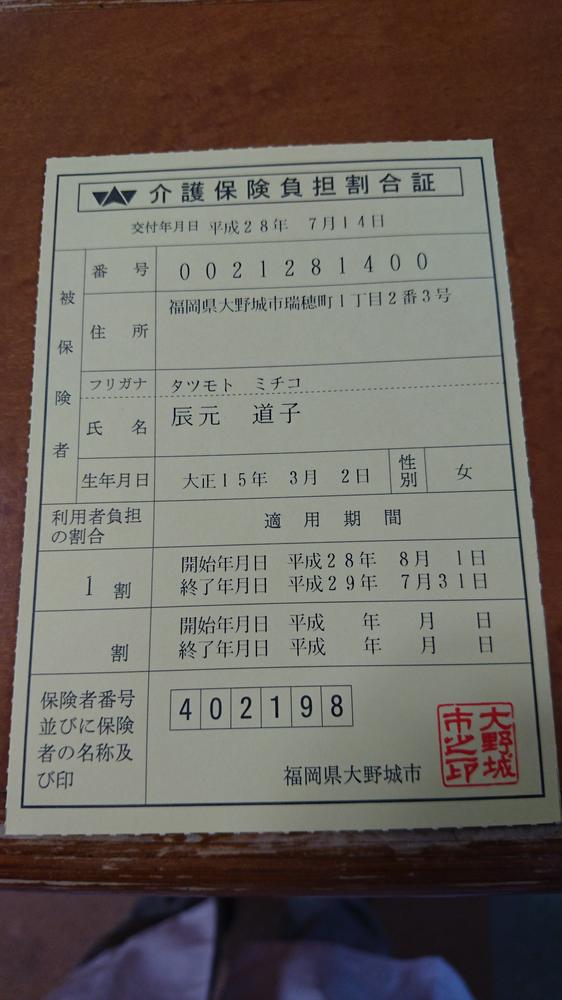 介護保険負担割合証
交付年月日 平成28年 7月14日
被保険者
番号 0021281400
住所 福岡県大野城市瑞穂町1丁目2番3号
フリガナ タツモト ミチコ
氏名 辰元 道子
生年月日 大正15年 3月 2日 性別 女
利用者負担の割合 適用期間
1割 開始年月日 平成28年 8月 1日
終了年月日 平成29年 7月31日
割 開始年月日 平成 年 月 日
終了年月日 平成 年 月 日
保険者番号
並びに保険
者の名称及
び印
402198
福岡県大野城市
大野城
市之印